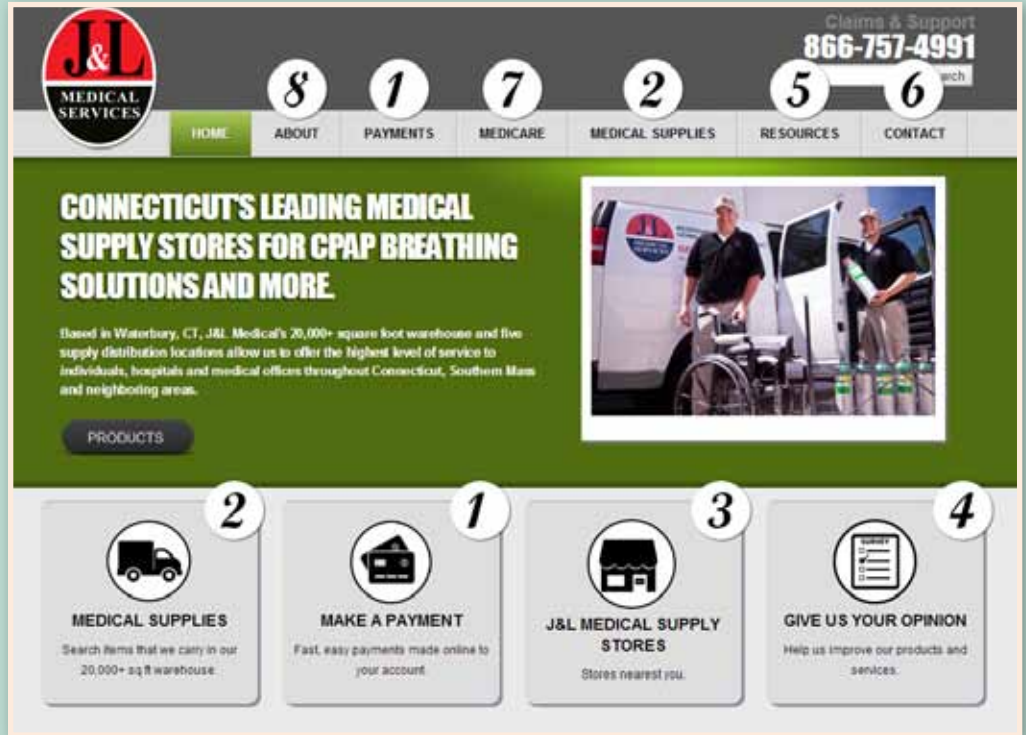 J&L
MEDICAL
SERVICES
Claims & Support
866-757-4991
8 1 7 2 5 6
HOME ABOUT PAYMENTS MEDICARE MEDICAL SUPPLIES RESOURCES CONTACT
CONNECTICUT'S LEADING MEDICAL
SUPPLY STORES FOR CPAP BREATHING
SOLUTIONS AND MORE.
Based in Waterbury, CT, J&L Medical's 20,000+ square foot warehouse and five
supply distribution locations allow us to offer the highest level of service to
individuals, hospitals and medical offices throughout Connecticut, Southern Mass
and neighboring areas.
PRODUCTS
J&L
MEDICAL
SERVICES
2
MEDICAL SUPPLIES
Search items that we carry in our
20,000+ sq ft warehouse
1
MAKE A PAYMENT
Fast, easy payments made online to
your account
3
J&L MEDICAL SUPPLY
STORES
Stores nearest you.
4
SURVEY
GIVE US YOUR OPINION
Help us improve our products and
services.